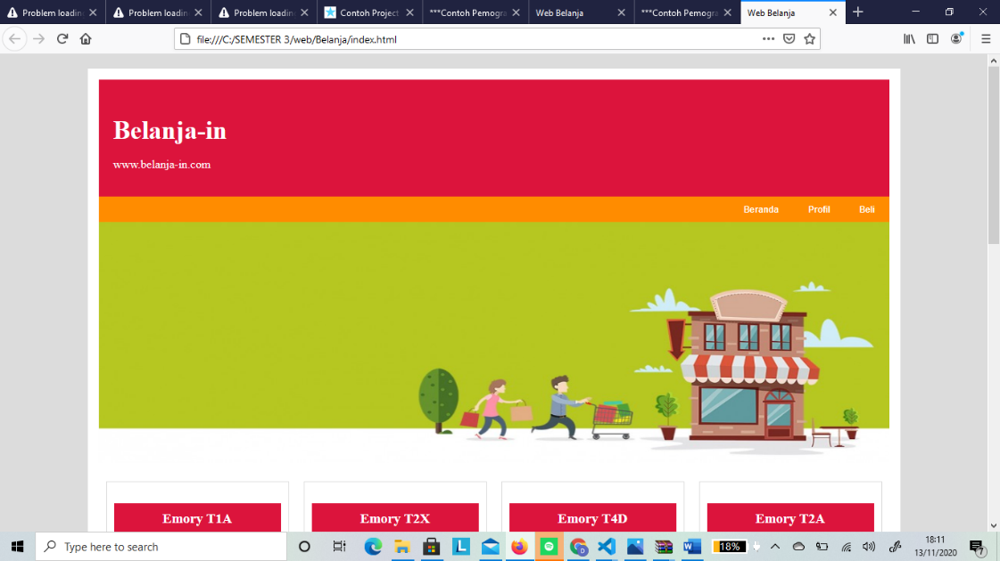 Problem loading
Problem loadin
Problem loadin
Contoh Project
***Contoh Pemogra
Web Belanja
***Contoh Pemogra
Web Belanja
file:///C:/SEMESTER 3/web/Belanja/index.html
Belanja-in
www.belanja-in.com
Beranda Profil Beli
Emory T1A Emory T2X Emory T4D Emory T2A
Type here to search
18%
18:11
13/11/2020
7